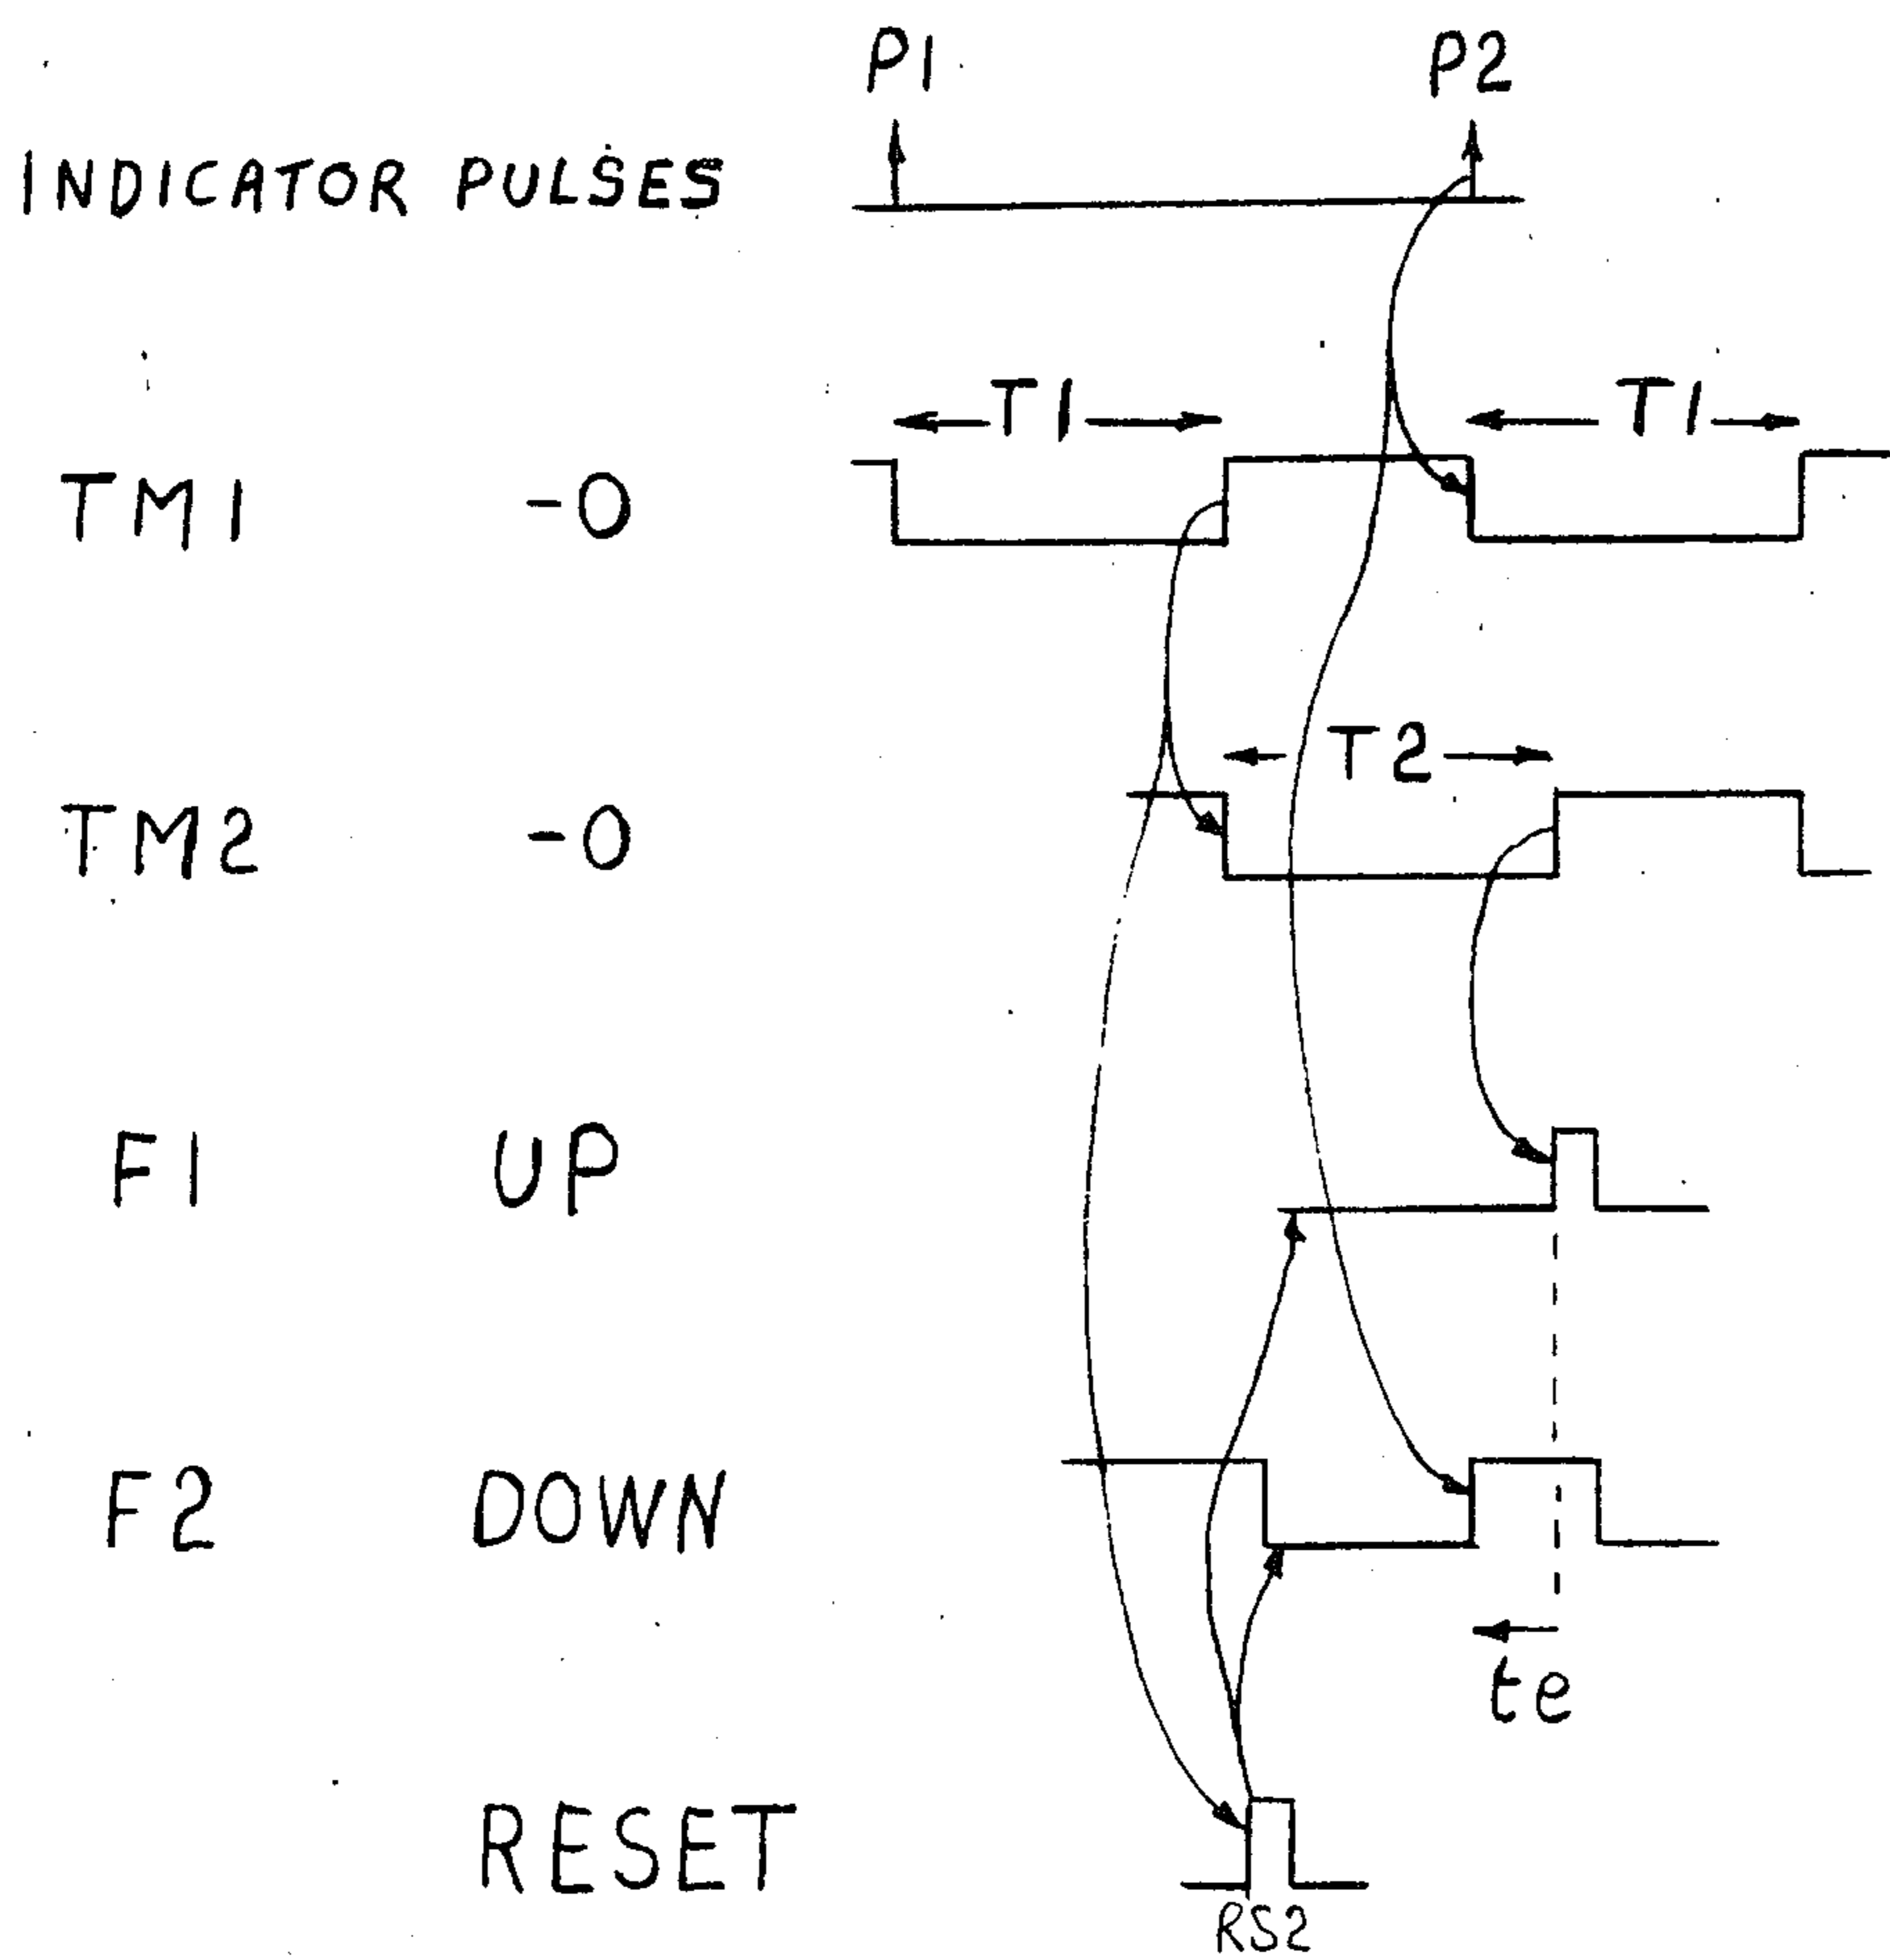 P1 P2
INDICATOR PULSES
T1 T1
TM1 -0
T2
TM2 -0
F1 UP
F2 DOWN
te
RESET
RS2